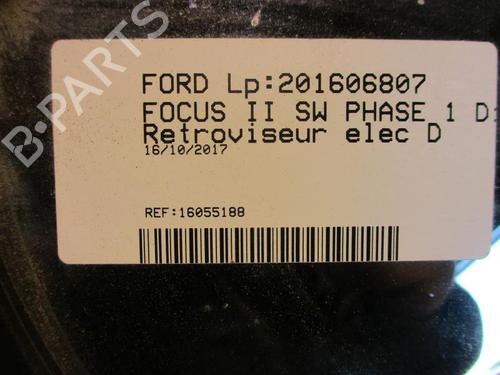 B-PARTS
FORD Lp:201606807
FOCUS II SW PHASE 1 D
Retroviseur elec D
16/10/2017
REF:16055188